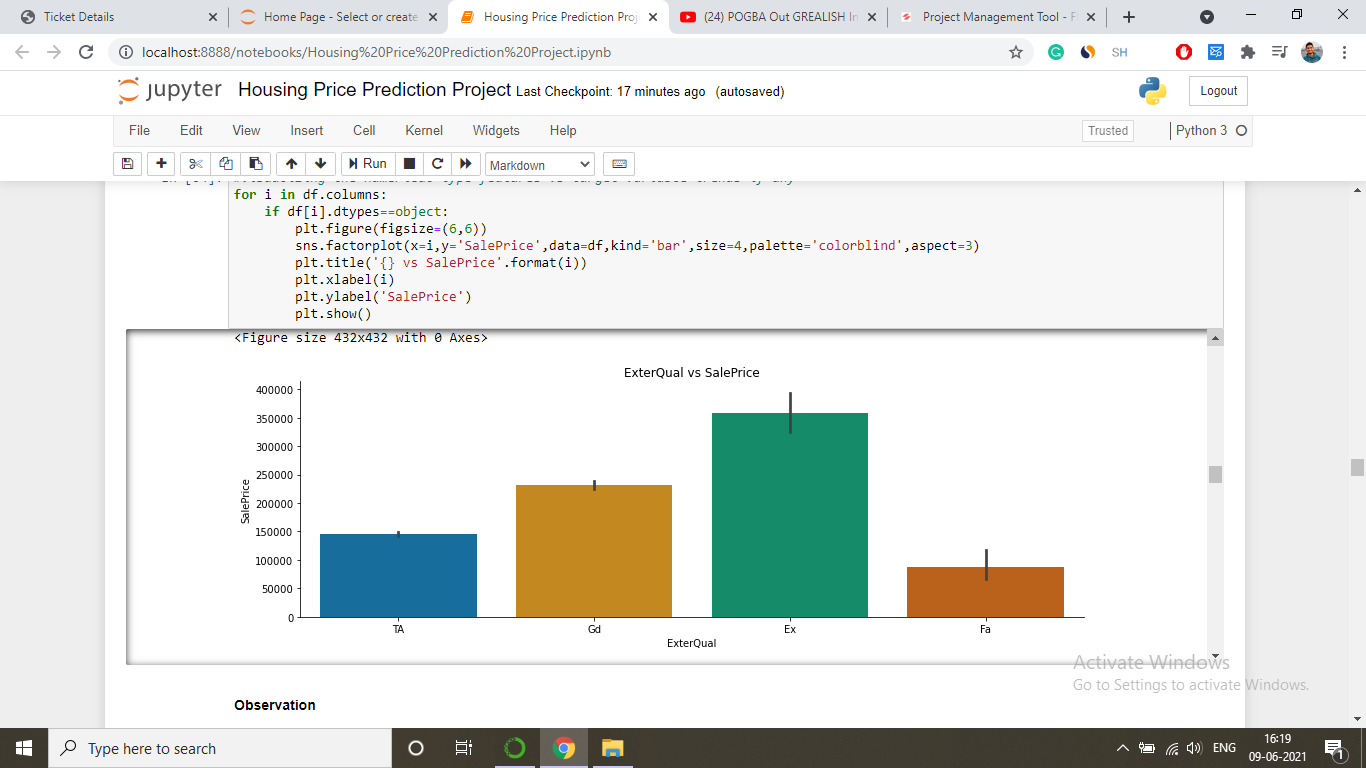 Ticket Details
Home Page - Select or create
Housing Price Prediction Proj
(24) POGBA Out GREALISH In
Project Management Tool - F
localhost:8888/notebooks/Housing%20Price%20Prediction%20Project.ipynb
SH
jupyter Housing Price Prediction Project Last Checkpoint: 17 minutes ago (autosaved)
Logout
File Edit View Insert Cell Kernel Widgets Help
Trusted
Python 3
Run
Markdown
for i in df.columns:
if df[i].dtypes==object:
plt.figure(figsize=(6,6))
sns.factorplot(x=i,y='SalePrice',data=df,kind='bar',size=4,palette='colorblind',aspect=3)
plt.title('{} vs SalePrice'.format(i))
plt.xlabel(i)
plt.ylabel('SalePrice')
plt.show()
<Figure size 432x432 with 0 Axes>
ExterQual vs SalePrice
400000
350000
300000
250000
200000
150000
100000
50000
0
SalePrice
TA Gd Ex Fa
ExterQual
Activate Windows
Go to Settings to activate Windows.
Observation
Type here to search
ENG
16:19
09-06-2021
1